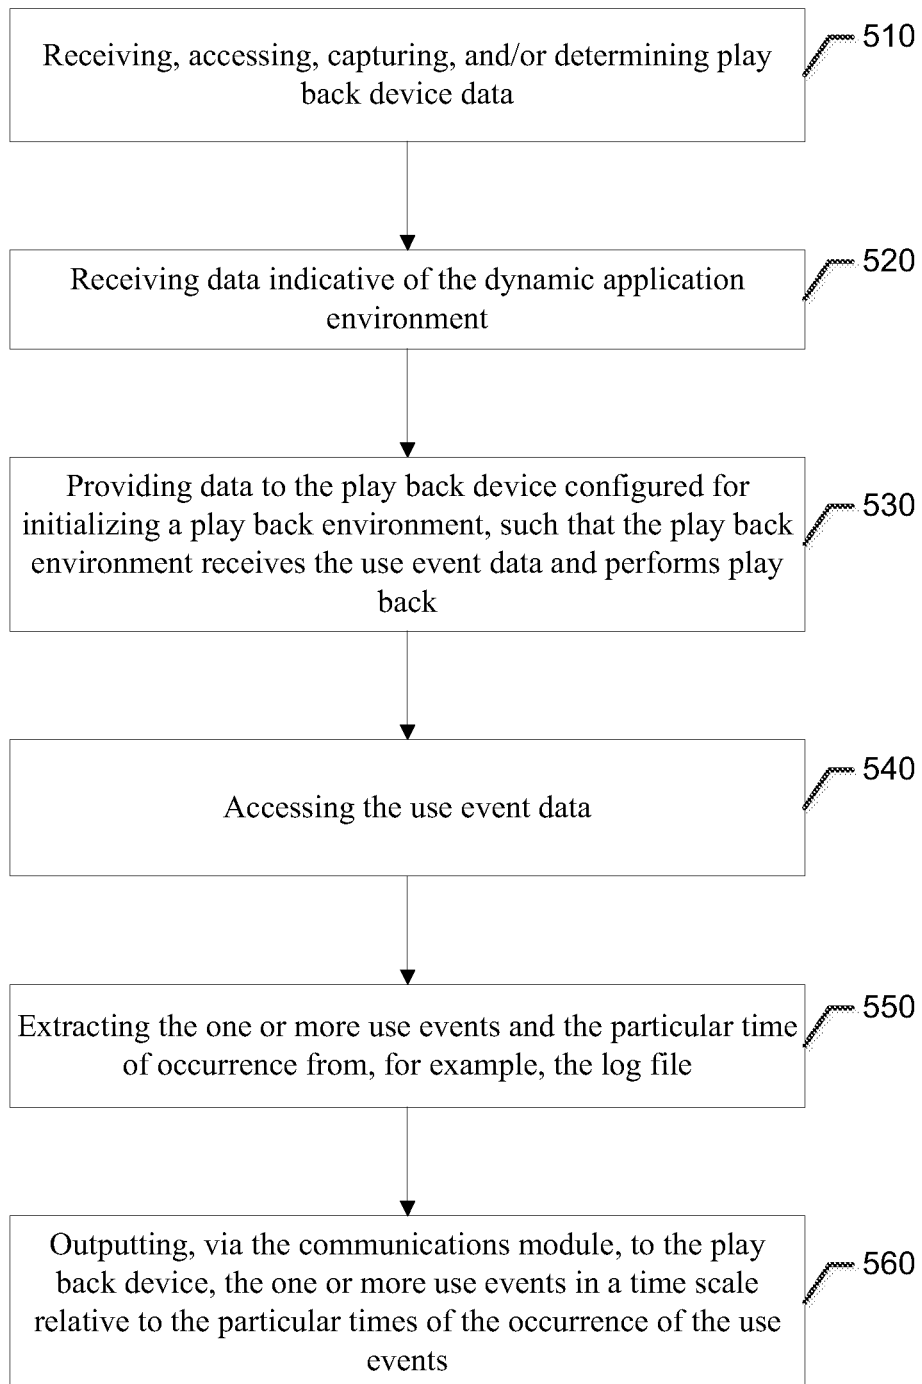 Receiving, accessing, capturing, and/or determining play
back device data
510
Receiving data indicative of the dynamic application
environment
520
Providing data to the play back device configured for
initializing a play back environment, such that the play back
environment receives the use event data and performs play
back
530
Accessing the use event data
540
Extracting the one or more use events and the particular time
of occurrence from, for example, the log file
550
Outputting, via the communications module, to the play
back device, the one or more use events in a time scale
relative to the particular times of the occurrence of the use
events
560